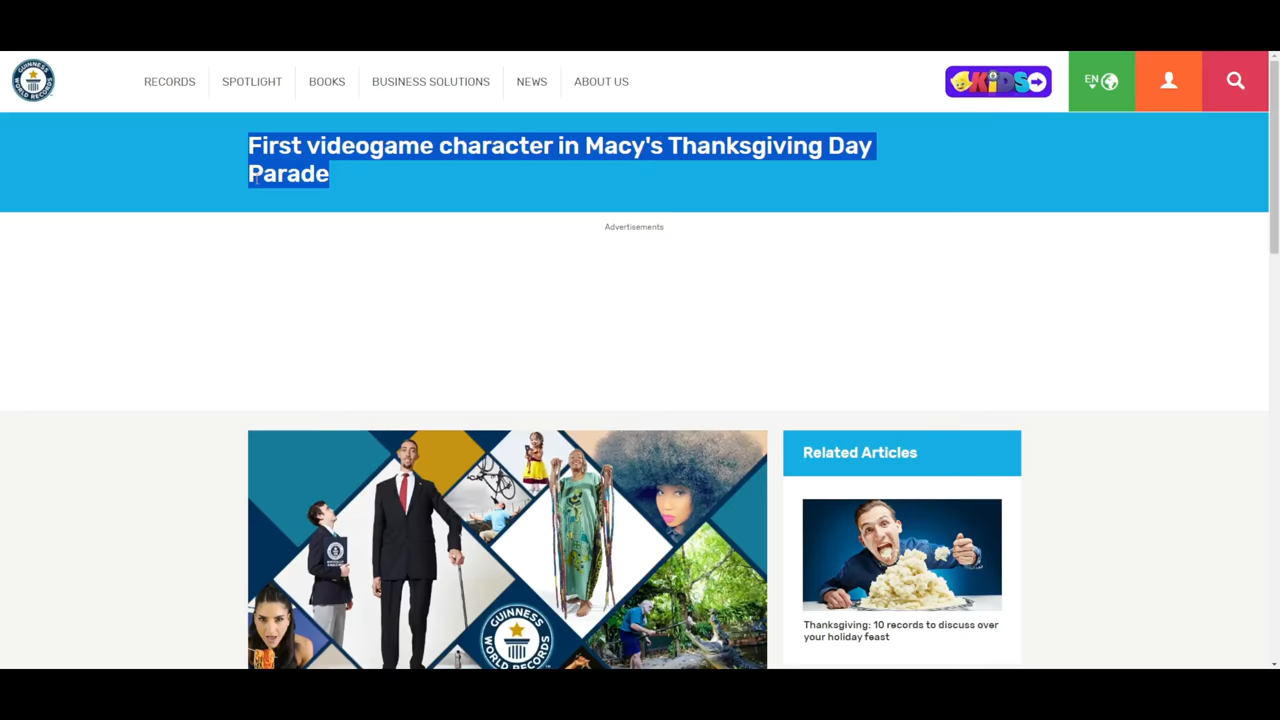 GUINNESS
WORLD RECORDS
RECORDS
SPOTLIGHT
BOOKS
BUSINESS SOLUTIONS
NEWS
ABOUT US
KIDS
EN
First videogame character in Macy's Thanksgiving Day
Parade
Advertisements
Related Articles
GUINNESS
Thanksgiving: 10 records to discuss over
your holiday feast